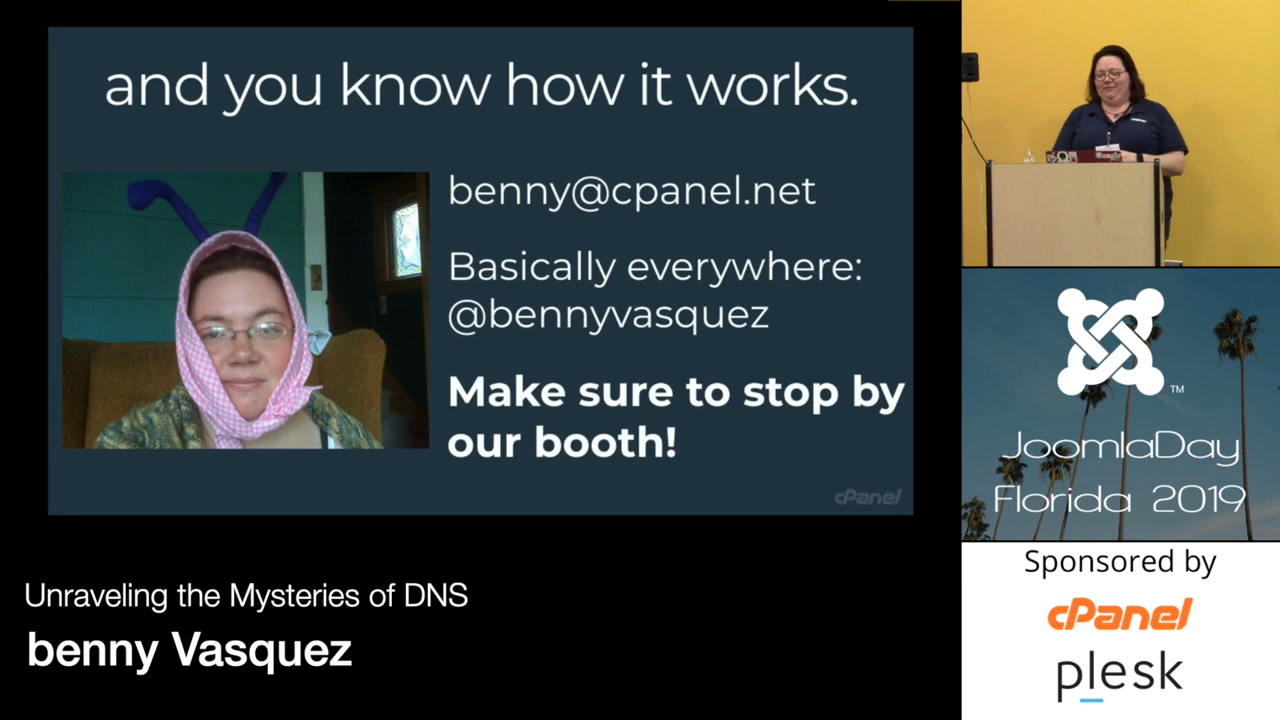 and you know how it works.
benny@cpanel.net
Basically everywhere:
@bennyvasquez
Make sure to stop by
our booth!
cPanel
Unraveling the Mysteries of DNS
benny Vasquez
TM
JoomlaDay
Florida 2019
Sponsored by
cPanel
plesk